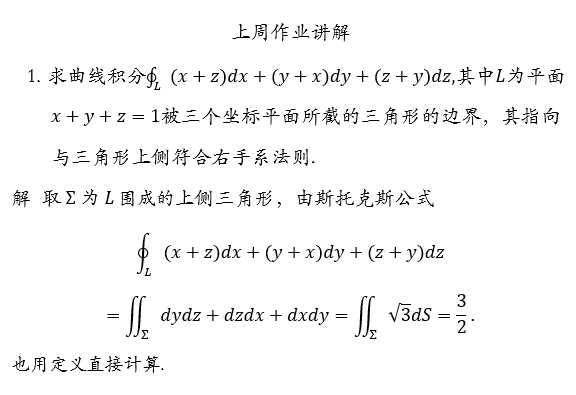 上周作业讲解
1. 求曲线积分∮_L (x + z)dx + (y + x)dy + (z + y)dz,其中L为平面
x + y + z = 1被三个坐标平面所截的三角形的边界，其指向
与三角形上侧符合右手系法则.
解 取 Σ 为 L 围成的上侧三角形，由斯托克斯公式
∮_L (x + z)dx + (y + x)dy + (z + y)dz
= ∬_Σ dydz + dzdx + dxdy = ∬_Σ √3dS = 3/2 .
也用定义直接计算.